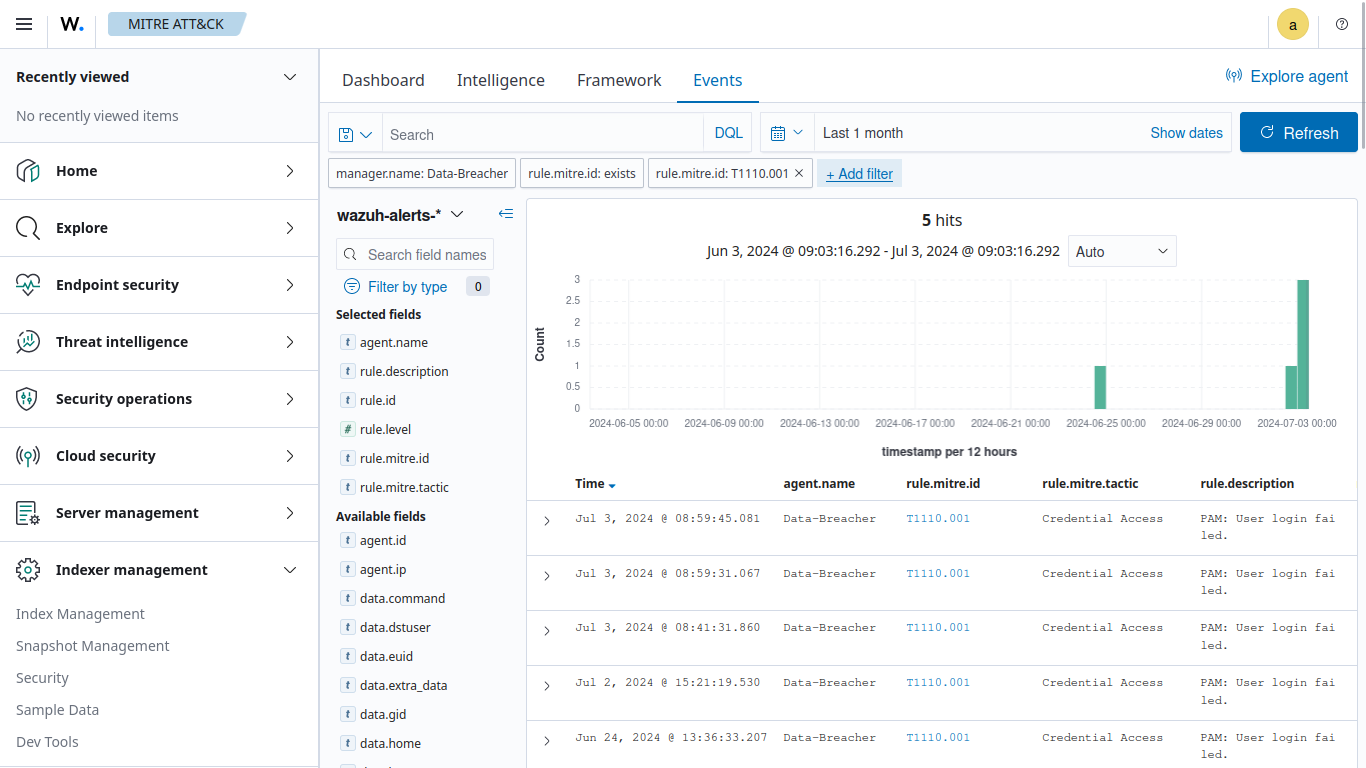 W.
MITRE ATT&CK
a
Recently viewed
No recently viewed items
Home
Explore
Endpoint security
Threat intelligence
Security operations
Cloud security
Server management
Indexer management
Index Management
Snapshot Management
Security
Sample Data
Dev Tools
Dashboard
Intelligence
Framework
Events
Explore agent
Search
DQL
Last 1 month
Show dates
Refresh
manager.name: Data-Breacher
rule.mitre.id: exists
rule.mitre.id: T1110.001
+ Add filter
wazuh-alerts-*
Search field names
Filter by type 0
Selected fields
t agent.name
t rule.description
t rule.id
# rule.level
t rule.mitre.id
t rule.mitre.tactic
Available fields
t agent.id
t agent.ip
t data.command
t data.dstuser
t data.euid
t data.extra_data
t data.gid
t data.home
5 hits
Jun 3, 2024 @ 09:03:16.292 - Jul 3, 2024 @ 09:03:16.292 Auto
Count
3
2.5
2
1.5
1
0.5
0
2024-06-05 00:00 2024-06-09 00:00 2024-06-13 00:00 2024-06-17 00:00 2024-06-21 00:00 2024-06-25 00:00 2024-06-29 00:00 2024-07-03 00:00
timestamp per 12 hours
Time agent.name rule.mitre.id rule.mitre.tactic rule.description
Jul 3, 2024 @ 08:59:45.081 Data-Breacher T1110.001 Credential Access PAM: User login fai
led.
Jul 3, 2024 @ 08:59:31.067 Data-Breacher T1110.001 Credential Access PAM: User login fai
led.
Jul 3, 2024 @ 08:41:31.860 Data-Breacher T1110.001 Credential Access PAM: User login fai
led.
Jul 2, 2024 @ 15:21:19.530 Data-Breacher T1110.001 Credential Access PAM: User login fai
led.
Jun 24, 2024 @ 13:36:33.207 Data-Breacher T1110.001 Credential Access PAM: User login fai
led.